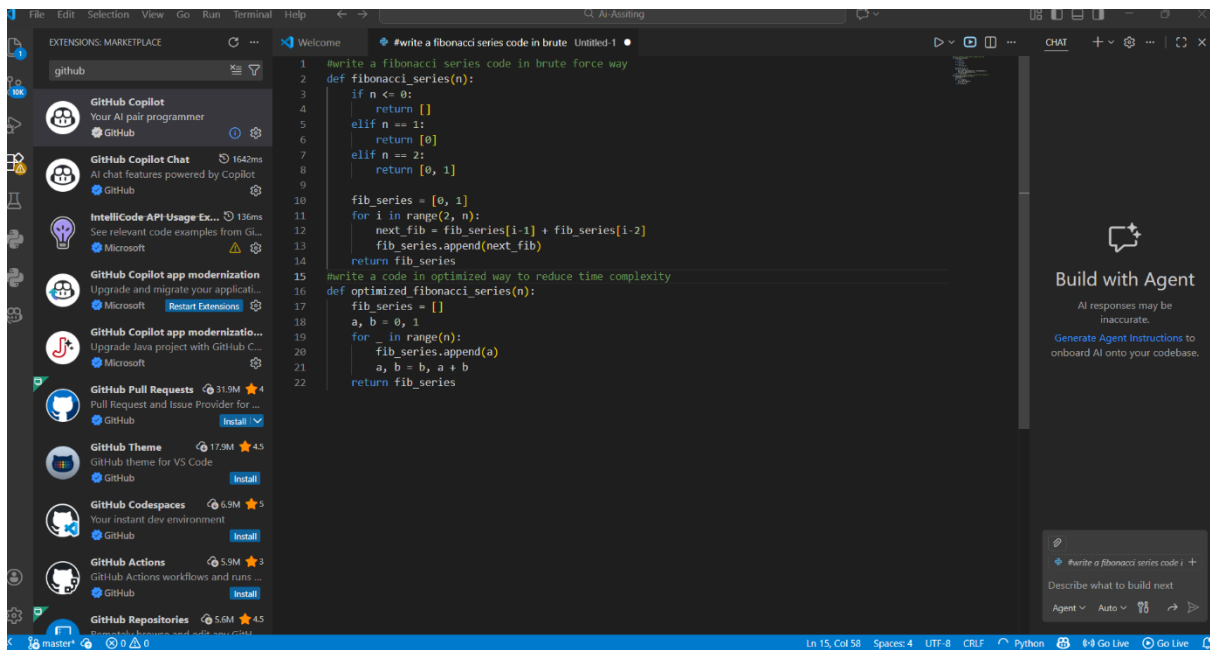 File Edit Selection View Go Run Terminal Help
Ai-Assiting
EXTENSIONS: MARKETPLACE
github
1
10K
GitHub Copilot
Your AI pair programmer
GitHub
GitHub Copilot Chat 1642ms
AI chat features powered by Copilot
GitHub
IntelliCode API Usage Ex... 136ms
See relevant code examples from Gi...
Microsoft
GitHub Copilot app modernization
Upgrade and migrate your applicati...
Microsoft Restart Extensions
GitHub Copilot app modernizatio...
Upgrade Java project with GitHub C...
Microsoft
GitHub Pull Requests 31.9M 4
Pull Request and Issue Provider for ...
GitHub Install
GitHub Theme 17.9M 4.5
GitHub theme for VS Code
GitHub Install
GitHub Codespaces 6.9M 5
Your instant dev environment
GitHub Install
GitHub Actions 5.9M 3
GitHub Actions workflows and runs ...
GitHub Install
GitHub Repositories 5.6M 4.5
Remotely browse and edit any GitH...
Welcome #write a fibonacci series code in brute Untitled-1
1 #write a fibonacci series code in brute force way
2 def fibonacci_series(n):
3 if n <= 0:
4 return []
5 elif n == 1:
6 return [0]
7 elif n == 2:
8 return [0, 1]
9
10 fib_series = [0, 1]
11 for i in range(2, n):
12 next_fib = fib_series[i-1] + fib_series[i-2]
13 fib_series.append(next_fib)
14 return fib_series
15 #write a code in optimized way to reduce time complexity
16 def optimized_fibonacci_series(n):
17 fib_series = []
18 a, b = 0, 1
19 for _ in range(n):
20 fib_series.append(a)
21 a, b = b, a + b
22 return fib_series
CHAT
Build with Agent
AI responses may be
inaccurate.
Generate Agent Instructions to
onboard AI onto your codebase.
#write a fibonacci series code i
Describe what to build next
Agent Auto
master* 0 0
Ln 15, Col 58 Spaces: 4 UTF-8 CRLF Python Go Live Go Live